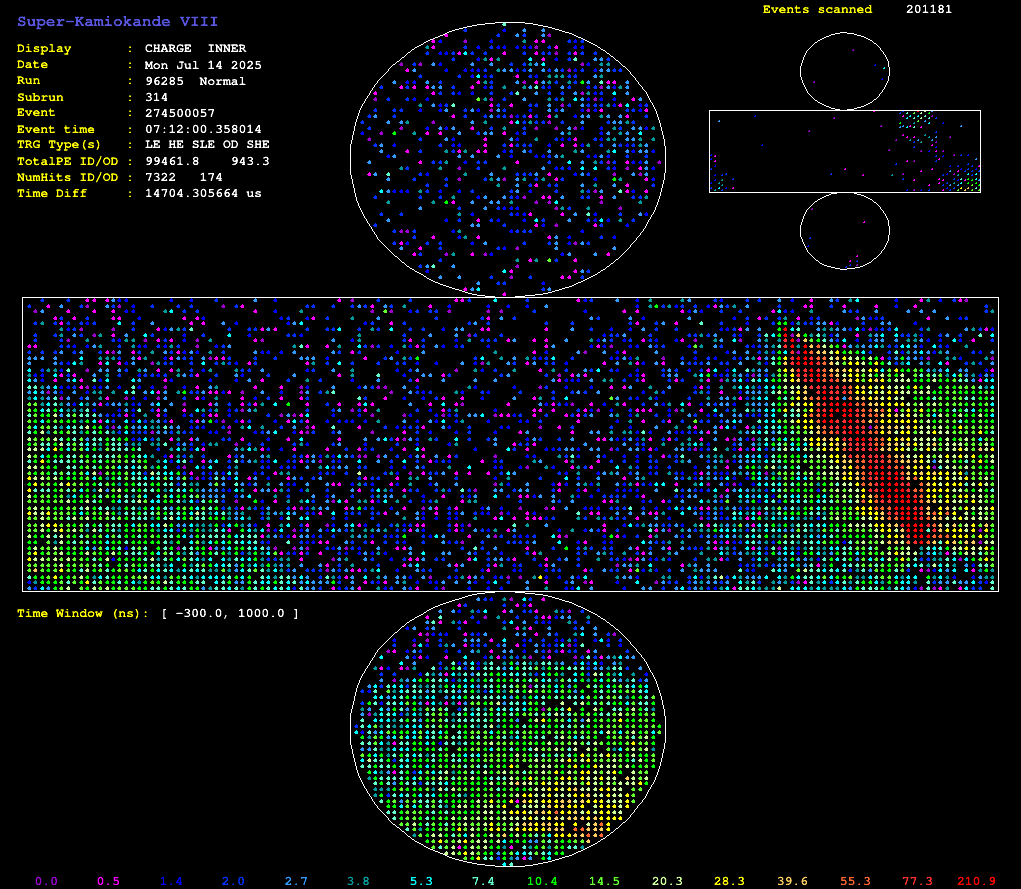 Super-Kamiokande VIII
Events scanned 201181
Display : CHARGE INNER
Date : Mon Jul 14 2025
Run : 96285 Normal
Subrun : 314
Event : 274500057
Event time : 07:12:00.358014
TRG Type(s) : LE HE SLE OD SHE
TotalPE ID/OD : 99461.8 943.3
NumHits ID/OD : 7322 174
Time Diff : 14704.305664 us
Time Window (ns): [ -300.0, 1000.0 ]
0.0 0.5 1.4 2.0 2.7 3.8 5.3 7.4 10.4 14.5 20.3 28.3 39.6 55.3 77.3 210.9